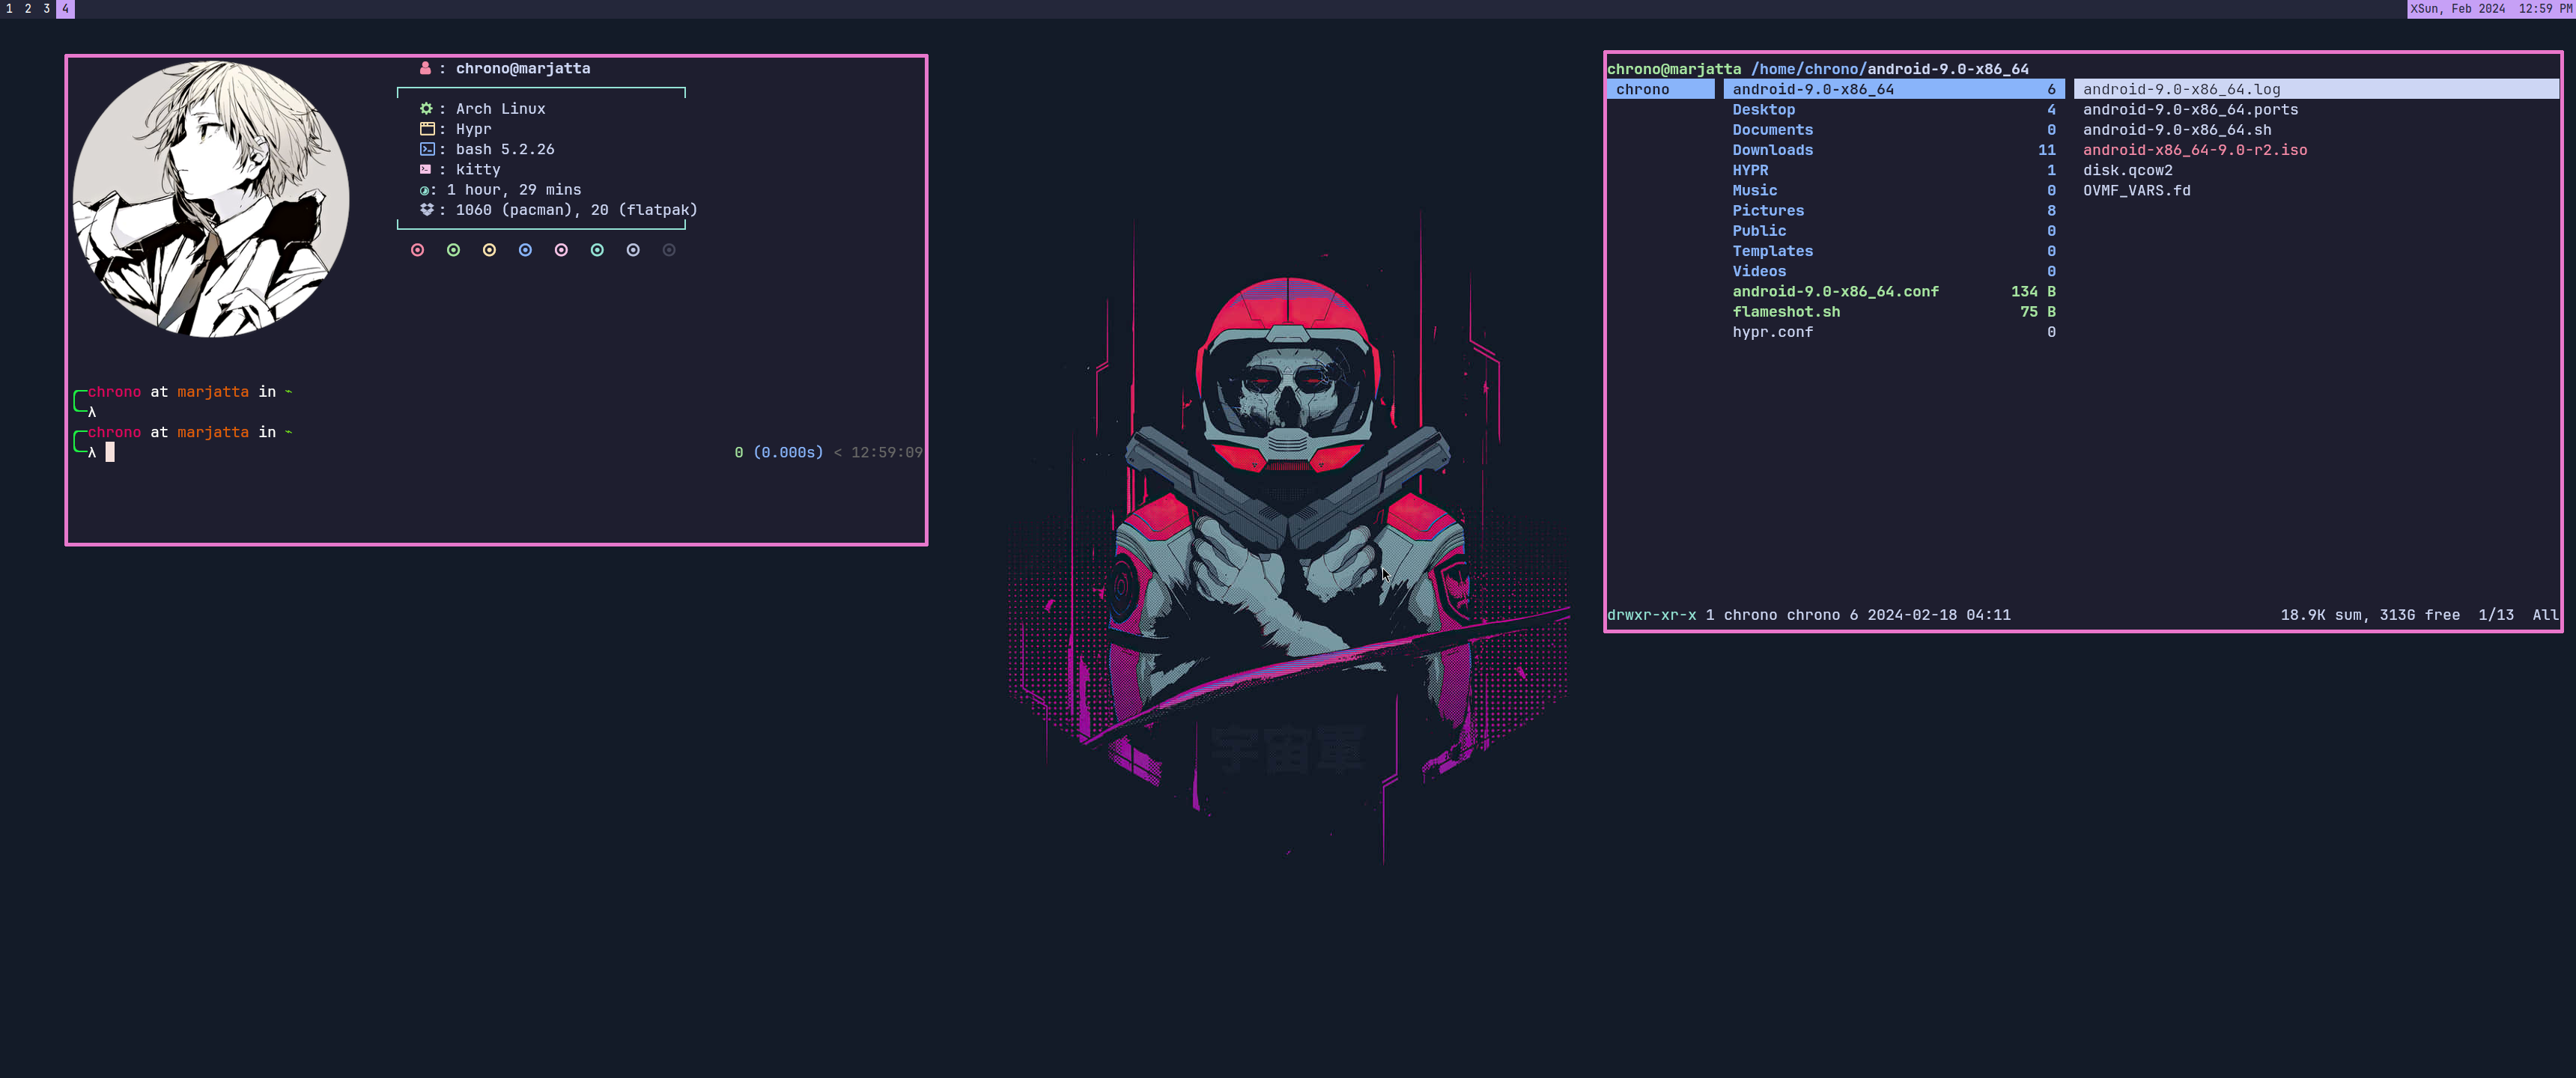 1 2 3 4
XSun, Feb 2024 12:59 PM
: chrono@marjatta
: Arch Linux
: Hypr
: bash 5.2.26
: kitty
: 1 hour, 29 mins
: 1060 (pacman), 20 (flatpak)
chrono at marjatta in ~
λ
chrono at marjatta in ~
λ
0 (0.000s) < 12:59:09
chrono@marjatta /home/chrono/android-9.0-x86_64
chrono
android-9.0-x86_64 6
Desktop 4
Documents 0
Downloads 11
HYPR 1
Music 0
Pictures 8
Public 0
Templates 0
Videos 0
android-9.0-x86_64.conf 134 B
flameshot.sh 75 B
hypr.conf 0
android-9.0-x86_64.log
android-9.0-x86_64.ports
android-9.0-x86_64.sh
android-x86_64-9.0-r2.iso
disk.qcow2
OVMF_VARS.fd
drwxr-xr-x 1 chrono chrono 6 2024-02-18 04:11
18.9K sum, 313G free 1/13 All
宇宙軍